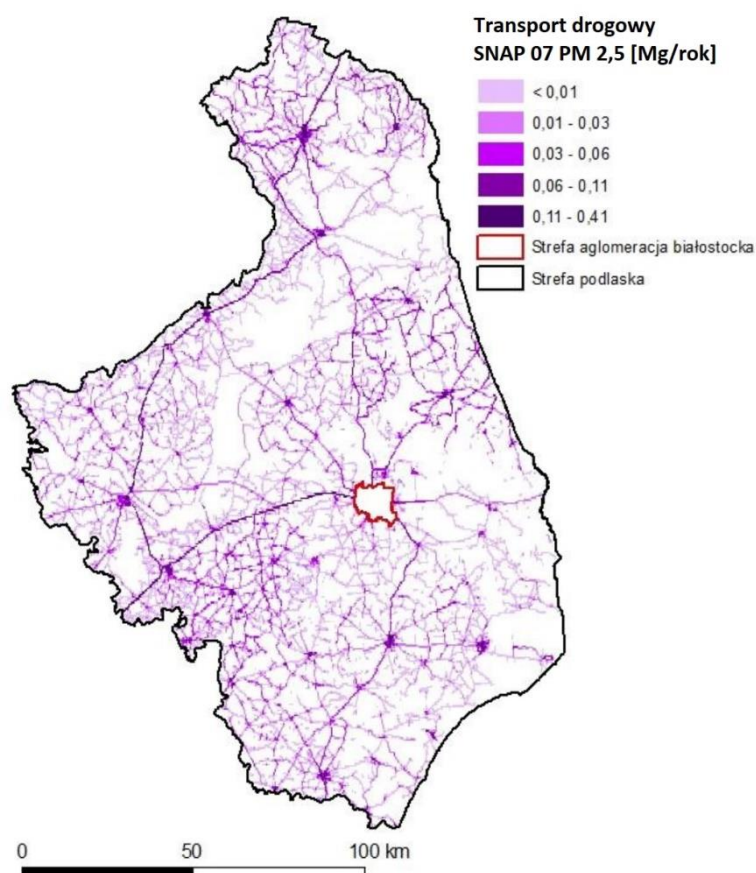 Transport drogowy
SNAP 07 PM 2,5 [Mg/rok]
< 0,01
0,01 - 0,03
0,03 - 0,06
0,06 - 0,11
0,11 - 0,41
Strefa aglomeracja białostocka
Strefa podlaska
0 50 100 km